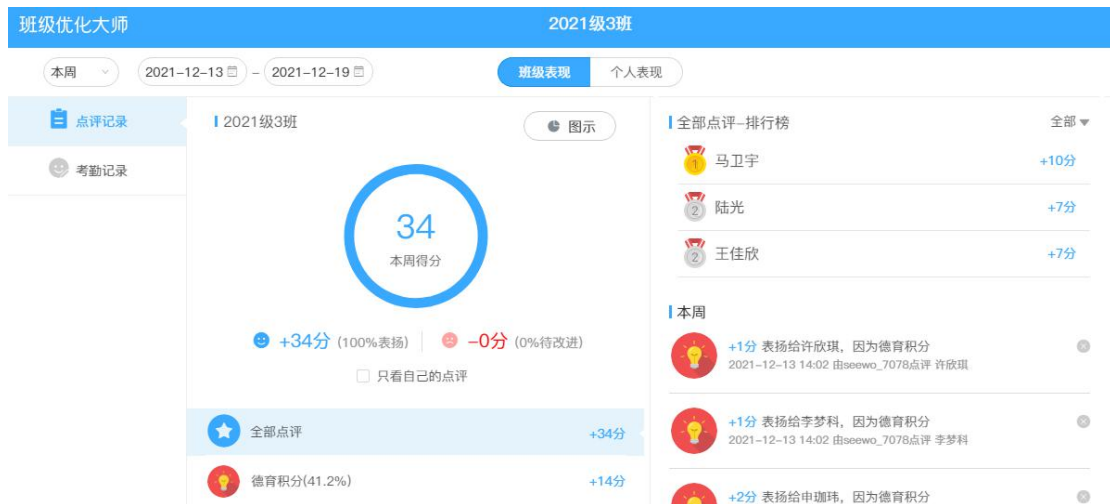 班级优化大师
2021级3班
本周
2021-12-13 - 2021-12-19
班级表现
个人表现
点评记录
考勤记录
2021级3班
图示
34
本周得分
+34分 (100%表扬)
-0分 (0%待改进)
只看自己的点评
全部点评 +34分
德育积分(41.2%) +14分
全部点评-排行榜 全部
1 马卫宇 +10分
2 陆光 +7分
2 王佳欣 +7分
本周
+1分 表扬给许欣琪，因为德育积分
2021-12-13 14:02 由seewo_7078点评 许欣琪
+1分 表扬给李梦科，因为德育积分
2021-12-13 14:02 由seewo_7078点评 李梦科
+2分 表扬给申珈玮，因为德育积分